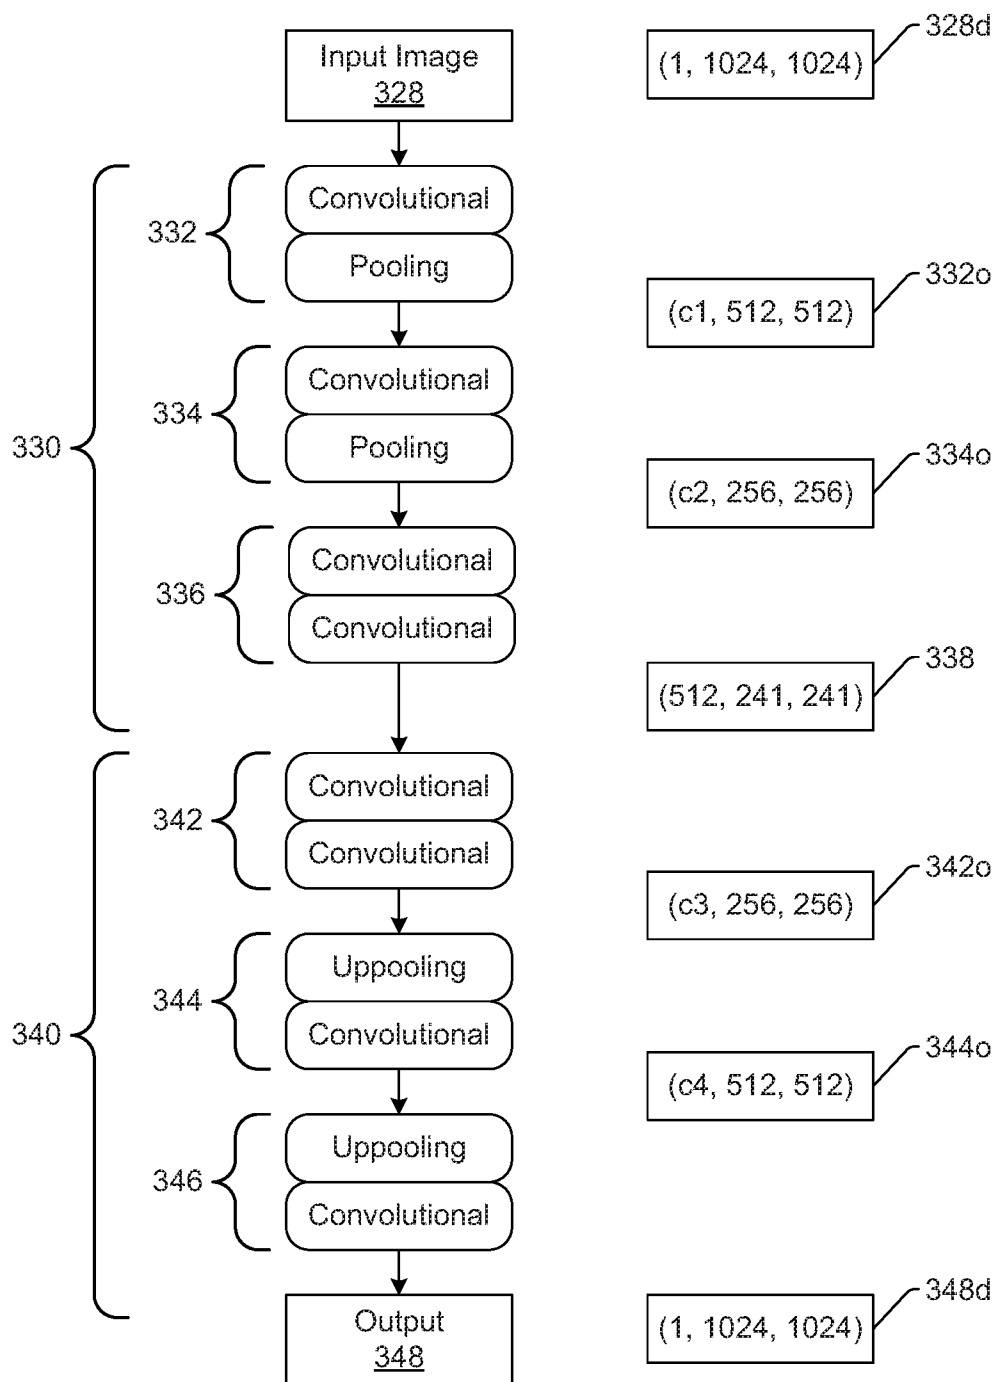 Input Image
328
(1, 1024, 1024)
328d
330
332
Convolutional
Pooling
(c1, 512, 512)
332o
334
Convolutional
Pooling
(c2, 256, 256)
334o
336
Convolutional
Convolutional
(512, 241, 241)
338
340
342
Convolutional
Convolutional
(c3, 256, 256)
342o
344
Uppooling
Convolutional
(c4, 512, 512)
344o
346
Uppooling
Convolutional
Output
348
(1, 1024, 1024)
348d